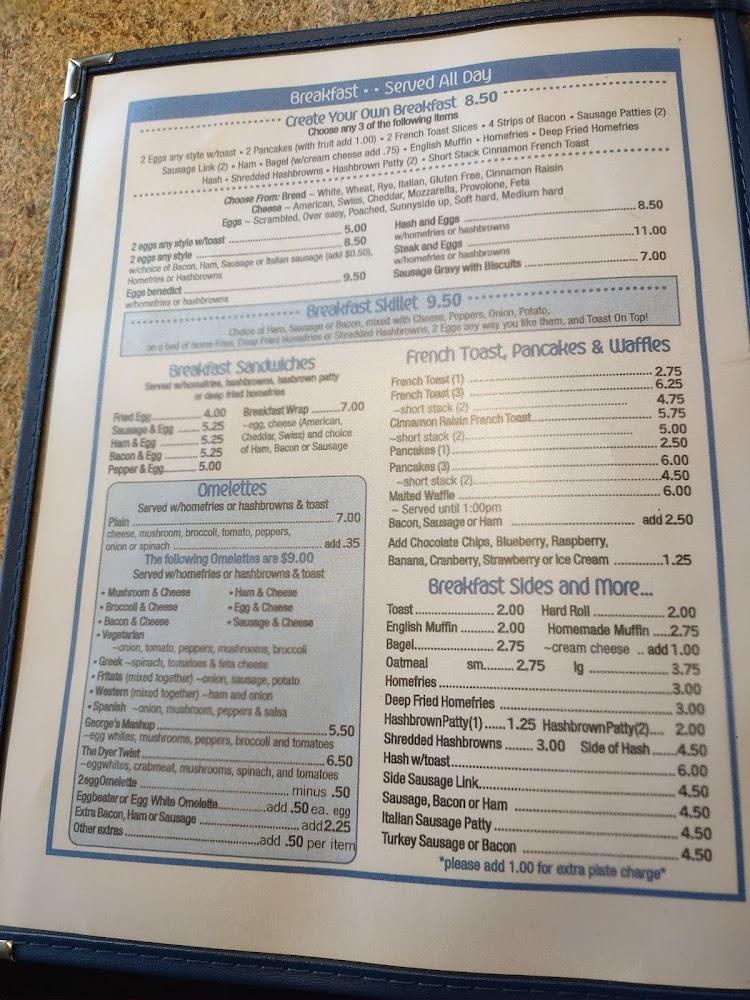 Breakfast • • Served All Day
Create Your Own Breakfast 8.50
Choose any 3 of the following items
2 Eggs any style w/toast • 2 Pancakes (with fruit add 1.00) • 2 French Toast Slices • 4 Strips of Bacon • Sausage Patties (2)
Sausage Link (2) • Ham • Bagel (w/cream cheese add .75) • English Muffin • Homefries • Deep Fried Homefries
Hash • Shredded Hashbrowns • Hashbrown Patty (2) • Short Stack Cinnamon French Toast
Choose From: Bread ~ White, Wheat, Rye, Italian, Gluten Free, Cinnamon Raisin
Cheese ~ American, Swiss, Cheddar, Mozzarella, Provolone, Feta
Eggs ~ Scrambled, Over easy, Poached, Sunnyside up, Soft hard, Medium hard
2 eggs any style w/toast 5.00
2 eggs any style 8.50
w/choice of Bacon, Ham, Sausage or Italian sausage (add $0.50),
Homefries or Hashbrowns
Eggs benedict 9.50
w/homefries or hashbrowns
Hash and Eggs 8.50
w/homefries or hashbrowns
Steak and Eggs 11.00
w/homefries or hashbrowns
Sausage Gravy with Biscuits 7.00
Breakfast Skillet 9.50
Choice of Ham, Sausage or Bacon, mixed with Cheese, Peppers, Onion, Potato,
on a bed of Home Fries, Deep Fried Homefries or Shredded Hashbrowns, 2 Eggs any way you like them, and Toast On Top!
Breakfast Sandwiches
Served w/homefries, hashbrowns, hasbrown patty
or deep fried homefries
Fried Egg 4.00
Sausage & Egg 5.25
Ham & Egg 5.25
Bacon & Egg 5.25
Pepper & Egg 5.00
Breakfast Wrap 7.00
~egg, cheese (American,
Cheddar, Swiss) and choice
of Ham, Bacon or Sausage
Omelettes
Served w/homefries or hashbrowns & toast
Plain 7.00
cheese, mushroom, broccoli, tomato, peppers,
onion or spinach add .35
The following Omelettes are $9.00
Served w/homefries or hashbrowns & toast
• Mushroom & Cheese • Ham & Cheese
• Broccoli & Cheese • Egg & Cheese
• Bacon & Cheese • Sausage & Cheese
• Vegetarian
~onion, tomato, peppers, mushrooms, broccoli
• Greek ~spinach, tomatoes & feta cheese
• Fritata (mixed together) ~onion, sausage, potato
• Western (mixed together) ~ham and onion
• Spanish ~onion, mushroom, peppers & salsa
George's Mashup 5.50
~egg whites, mushrooms, peppers, broccoli and tomatoes
The Dyer Twist 6.50
~eggwhites, crabmeat, mushrooms, spinach, and tomatoes
2 egg Omelette minus .50
Eggbeater or Egg White Omelette add .50 ea. egg
Extra Bacon, Ham or Sausage add 2.25
Other extras add .50 per item
French Toast, Pancakes & Waffles
French Toast (1) 2.75
French Toast (3) 6.25
~short stack (2) 4.75
Cinnamon Raisin French Toast 5.75
~short stack (2) 5.00
Pancakes (1) 2.50
Pancakes (3) 6.00
~short stack (2) 4.50
Malted Waffle 6.00
~ Served until 1:00pm
Bacon, Sausage or Ham add 2.50
Add Chocolate Chips, Blueberry, Raspberry,
Banana, Cranberry, Strawberry or Ice Cream 1.25
Breakfast Sides and More...
Toast 2.00 Hard Roll 2.00
English Muffin 2.00 Homemade Muffin 2.75
Bagel 2.75 ~cream cheese .. add 1.00
Oatmeal sm. 2.75 lg 3.75
Homefries 3.00
Deep Fried Homefries 3.00
Hashbrown Patty (1) 1.25 Hashbrown Patty (2) 2.00
Shredded Hashbrowns 3.00 Side of Hash 4.50
Hash w/toast 6.00
Side Sausage Link 4.50
Sausage, Bacon or Ham 4.50
Italian Sausage Patty 4.50
Turkey Sausage or Bacon 4.50
*please add 1.00 for extra plate charge*